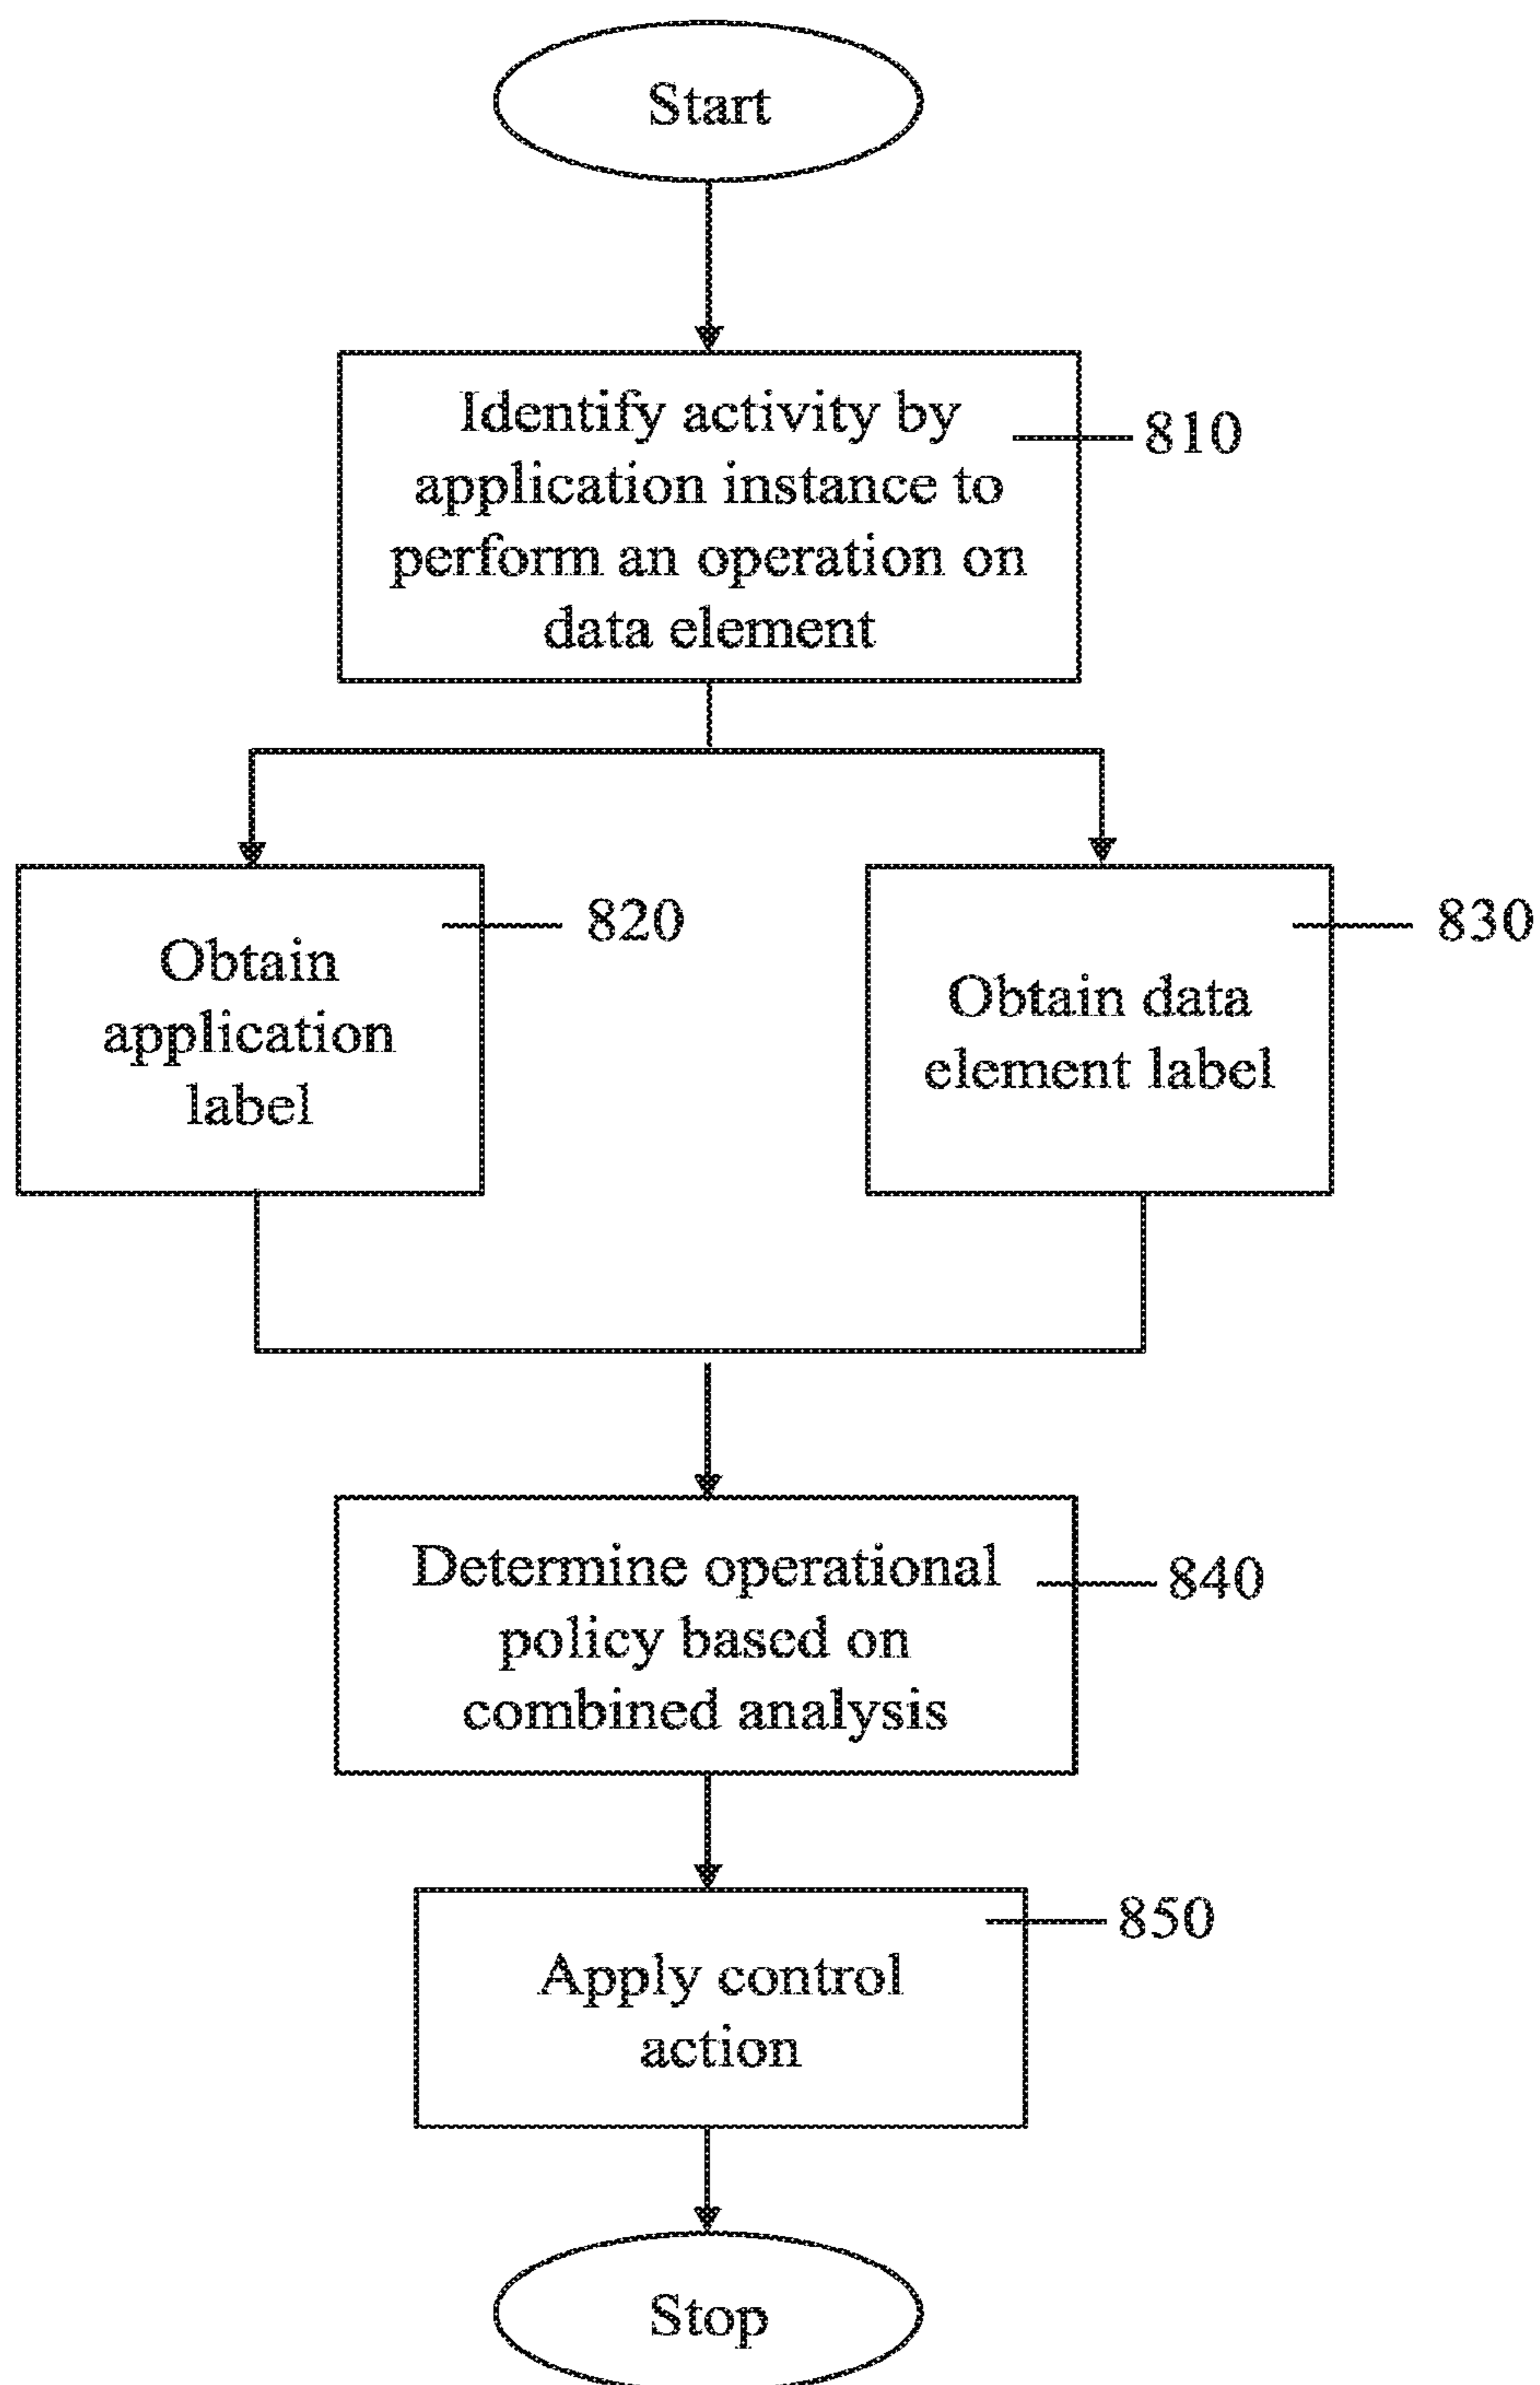 Start
Identify activity by
application instance to
perform an operation on
data element
810
Obtain
application
label
820
Obtain data
element label
830
Determine operational
policy based on
combined analysis
840
Apply control
action
850
Stop